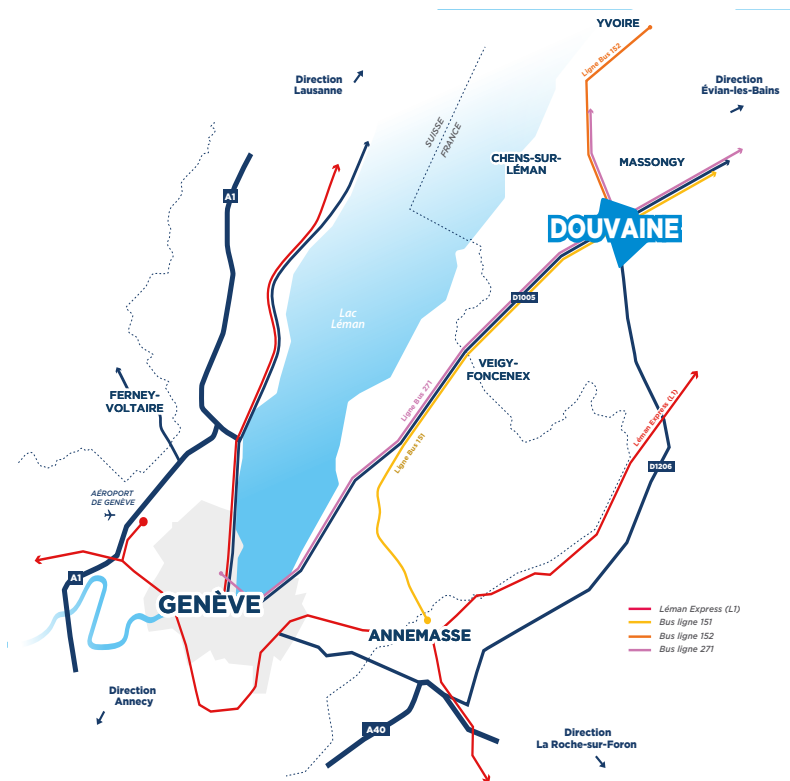 YVOIRE
Ligne Bus 152
Direction
Lausanne
Direction
Évian-les-Bains
SUISSE
FRANCE
CHENS-SUR-
LÉMAN
MASSONGY
A1
DOUVAINE
D1005
Lac
Léman
VEIGY-
FONCENEX
FERNEY-
VOLTAIRE
Ligne Bus 271
Ligne Bus 151
Léman Express (L1)
D1206
AÉROPORT
DE GENÈVE
A1
GENÈVE
ANNEMASSE
Léman Express (L1)
Bus ligne 151
Bus ligne 152
Bus ligne 271
Direction
Annecy
A40
Direction
La Roche-sur-Foron